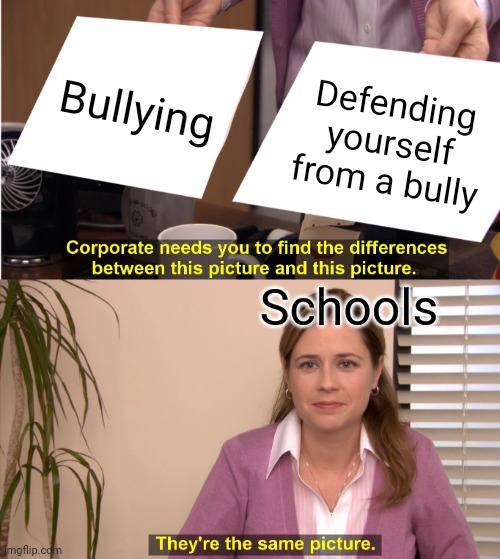 Bullying
Defending
yourself
from a bully
Corporate needs you to find the differences
between this picture and this picture.
Schools
They're the same picture.
imgflip.com